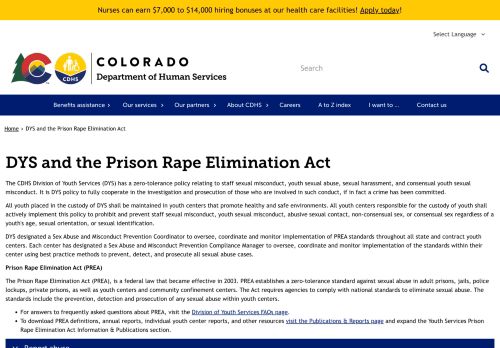 Nurses can earn $7,000 to $14,000 hiring bonuses at our health care facilities! Apply today!
Select Language
CDHS
COLORADO
Department of Human Services
Search
Benefits assistance
Our services
Our partners
About CDHS
Careers
A to Z index
I want to ...
Contact us
Home › DYS and the Prison Rape Elimination Act
DYS and the Prison Rape Elimination Act
The CDHS Division of Youth Services (DYS) has a zero-tolerance policy relating to staff sexual misconduct, youth sexual abuse, sexual harassment, and consensual youth sexual
misconduct. It is DYS policy to fully cooperate in the investigation and prosecution of those who are involved in such conduct, if in fact a crime has been committed.
All youth placed in the custody of DYS shall be maintained in youth centers that promote healthy and safe environments. All youth centers responsible for the custody of youth shall
actively implement this policy to prohibit and prevent staff sexual misconduct, youth sexual misconduct, abusive sexual contact, non-consensual sex, or consensual sex regardless of a
youth's age, sexual orientation, or sexual identification.
DYS designated a Sex Abuse and Misconduct Prevention Coordinator to oversee, coordinate and monitor implementation of PREA standards throughout all state and contract youth
centers. Each center has designated a Sex Abuse and Misconduct Prevention Compliance Manager to oversee, coordinate and monitor implementation of the standards within their
center using best practice methods to prevent, detect, and prosecute all sexual abuse cases.
Prison Rape Elimination Act (PREA)
The Prison Rape Elimination Act (PREA), is a federal law that became effective in 2003. PREA establishes a zero-tolerance standard against sexual abuse in adult prisons, jails, police
lockups, private prisons, as well as youth centers and community confinement centers. The Act requires agencies to comply with national standards to eliminate sexual abuse. The
standards include the prevention, detection and prosecution of any sexual abuse within youth centers.
• For answers to frequently asked questions about PREA, visit the Division of Youth Services FAQs page.
• To download PREA definitions, annual reports, individual youth center reports, and other resources visit the Publications & Reports page and expand the Youth Services Prison
Rape Elimination Act Information & Publications section.
Report abuse